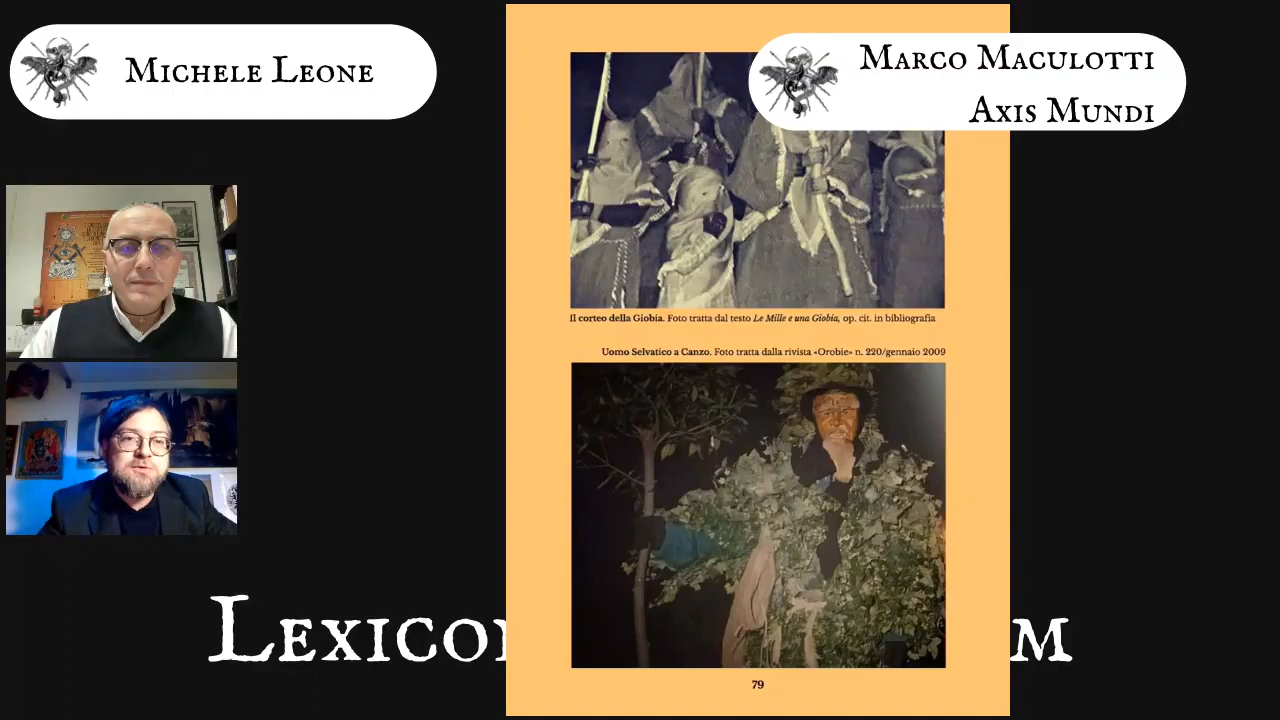 Michele Leone
Marco Maculotti
Axis Mundi
Il corteo della Giobia. Foto tratta dal testo Le Mille e una Giobia, op. cit. in bibliografia
Uomo Selvatico a Canzo. Foto tratta dalla rivista «Orobie» n. 220/gennaio 2009
79